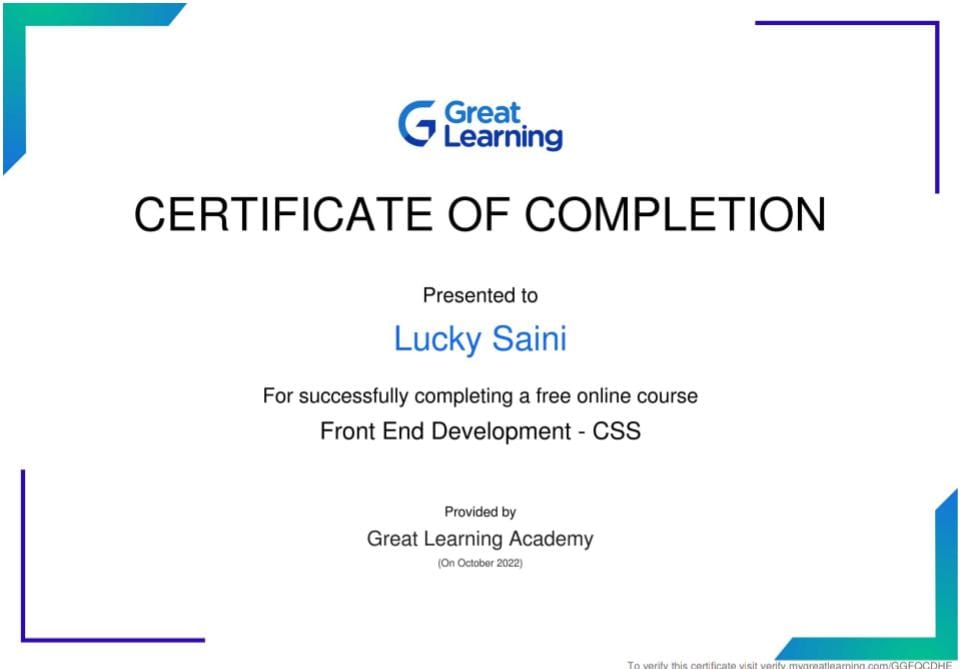 Great
Learning
CERTIFICATE OF COMPLETION
Presented to
Lucky Saini
For successfully completing a free online course
Front End Development - CSS
Provided by
Great Learning Academy
(On October 2022)
To verify this certificate visit verify.mygreatlearning.com/GGFQCDHE